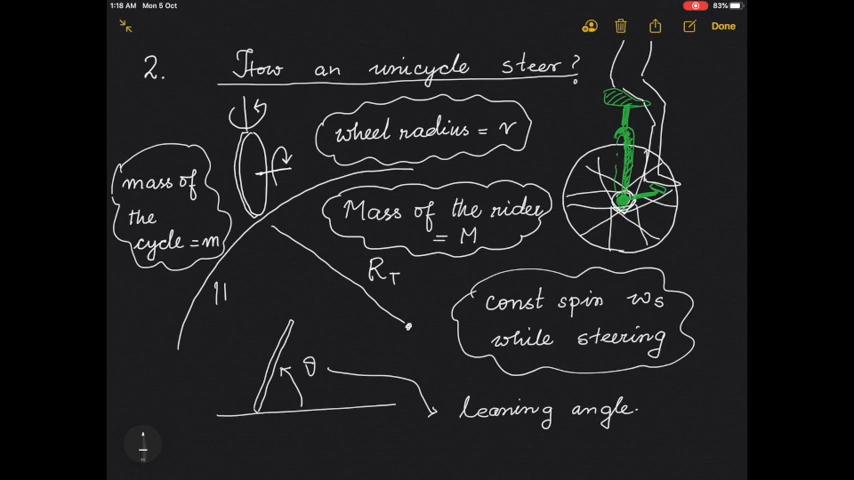 1:18 AM Mon 5 Oct
83%
Done
2. How an unicycle steer?
wheel radius = r
mass of
the
cycle = m
Mass of the rider
= M
R_T
const spin ws
while steering
θ
leaning angle.